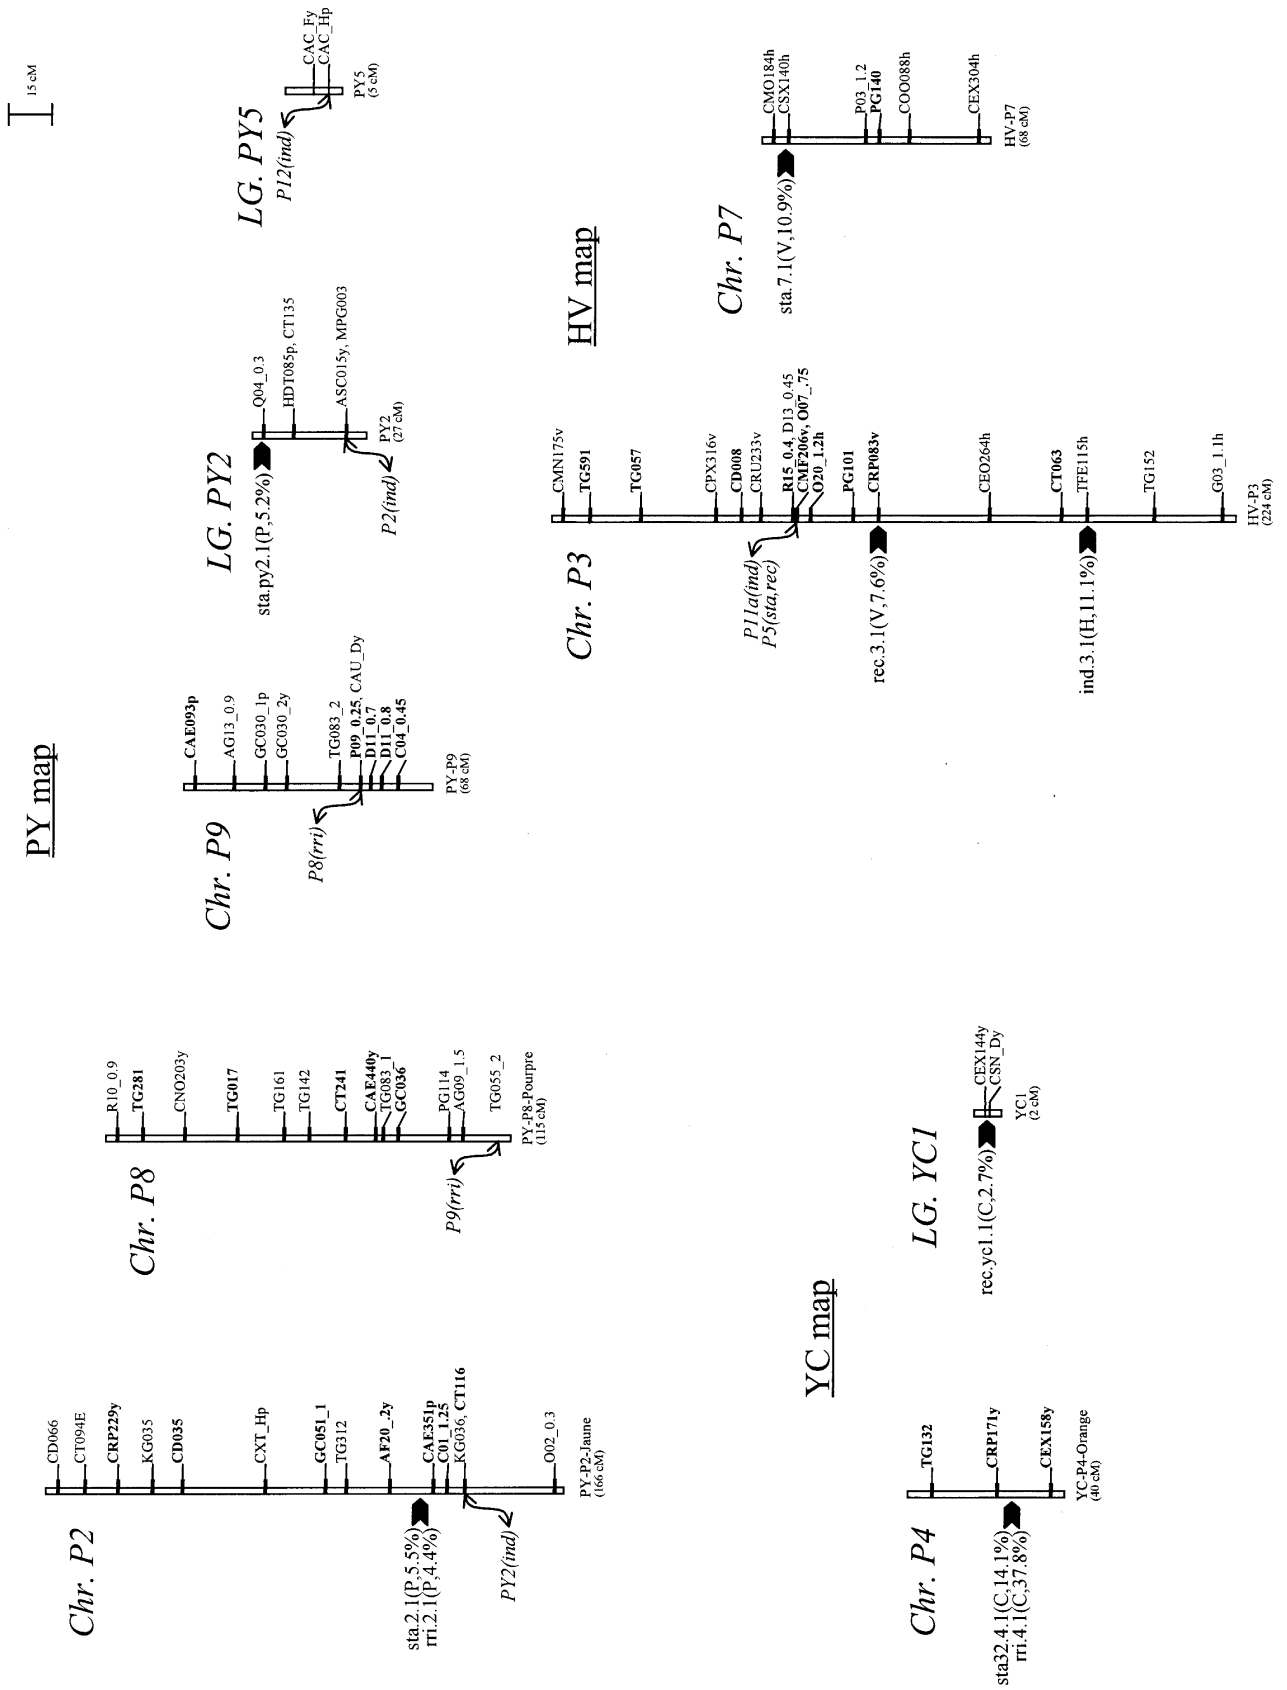 15 cM
PY map
Chr. P2
CD066
CT094E
CRP229y
KG035
CD035
CXT_Hp
GC051_1
TG312
AF20_.2y
CAE351p
C01_1.25
KG036, CT116
O02_0.3
sta.2.1(P,5.5%)
rri.2.1(P,4.4%)
PY2(ind)
PY-P2-Jaune
(166 cM)
Chr. P8
R10_0.9
TG281
CNO203y
TG017
TG161
TG142
CT241
CAE440y
TG083_1
GC036
PG114
AG09_1.5
TG055_2
P9(rri)
PY-P8-Pourpre
(115 cM)
Chr. P9
CAE093p
AG13_0.9
GC030_1p
GC030_2y
TG083_2
P09_0.25, CAU_Dy
D11_0.7
D11_0.8
C04_0.45
P8(rri)
PY-P9
(68 cM)
LG. PY2
Q04_0.3
HDT085p, CT135
ASC015y, MPG003
sta.py2.1(P,5.2%)
P2(ind)
PY2
(27 cM)
LG. PY5
CAC_Fy
CAC_Hp
P12(ind)
PY5
(5 cM)
YC map
Chr. P4
TG132
CRP171y
CEX158y
sta32.4.1(C,14.1%)
rri.4.1(C,37.8%)
YC-P4-Orange
(40 cM)
LG. YC1
CEX144y
CSN_Dy
rec.yc1.1(C,2.7%)
YC1
(2 cM)
HV map
Chr. P3
CMN175v
TG591
TG057
CPX316v
CD008
CRU233v
R15_0.4, D13_0.45
CMF206v, O07_.75
O20_1.2h
PG101
CRP083v
CEO264h
CT063
TFE115h
TG152
G03_1.1h
P11a(ind)
P5(sta,rec)
rec.3.1(V,7.6%)
ind.3.1(H,11.1%)
HV-P3
(224 cM)
Chr. P7
CMO184h
CSX140h
P03_1.2
PG140
COO088h
CEX304h
sta.7.1(V,10.9%)
HV-P7
(68 cM)